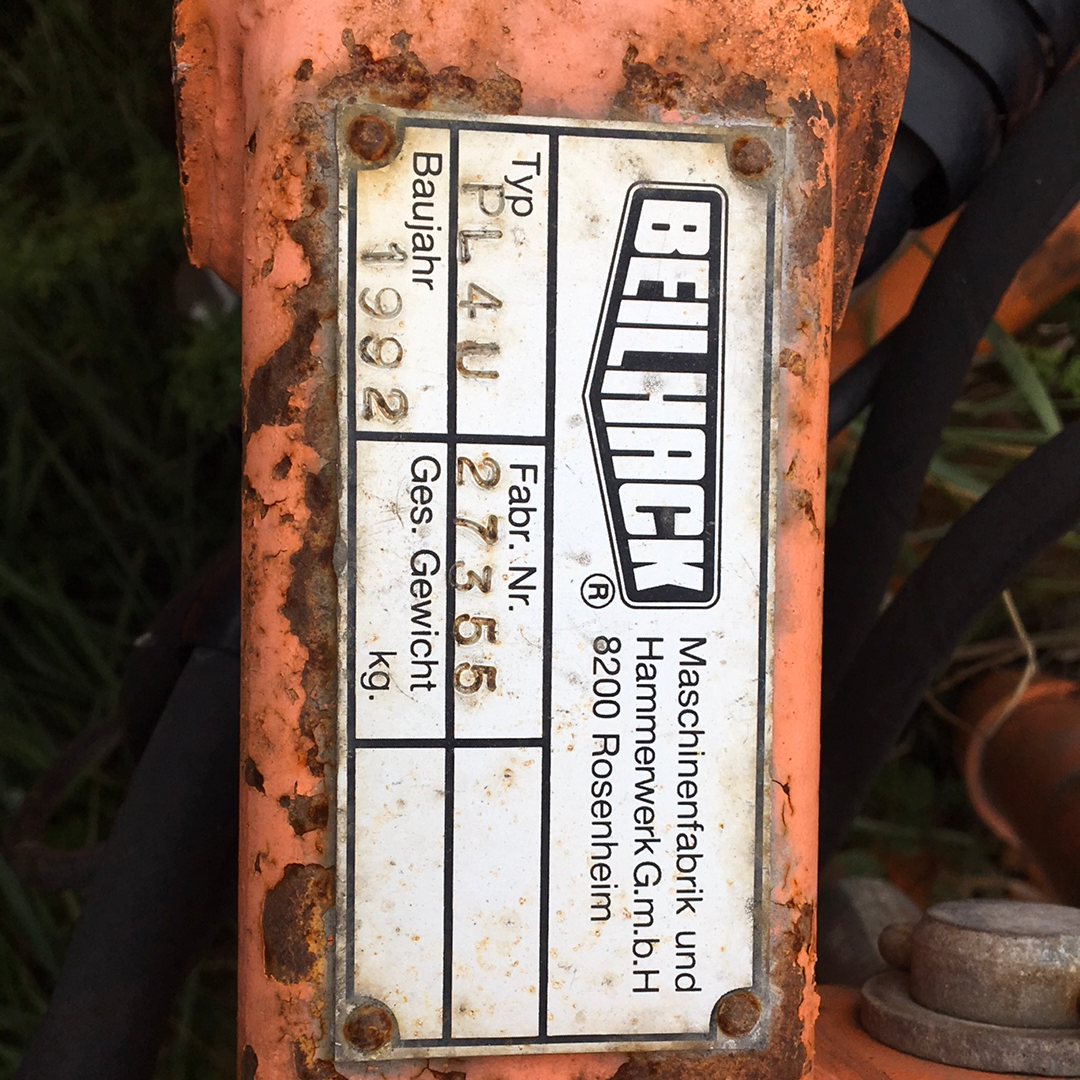 BEILHACK
®
Maschinenfabrik und
Hammerwerk G.m.b.H
8200 Rosenheim
Typ
PL4U
Fabr. Nr.
27355
Baujahr
1992
Ges. Gewicht
kg.